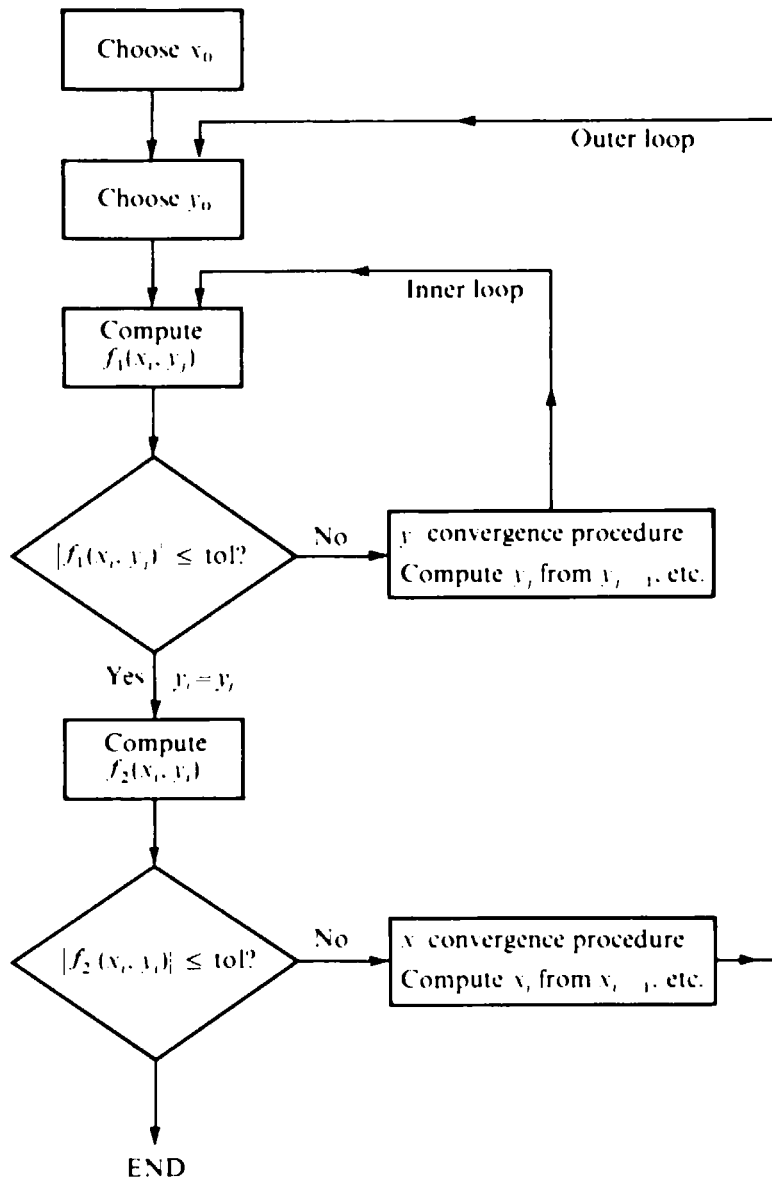 Choose x₀
Outer loop
Choose y₀
Inner loop
Compute
f₁(xᵢ, yⱼ)
|f₁(xᵢ, yⱼ)| ≤ tol?
No
y convergence procedure
Compute yⱼ from yⱼ₋₁, etc.
Yes yᵢ = yⱼ
Compute
f₂(xᵢ, yᵢ)
|f₂(xᵢ, yᵢ)| ≤ tol?
No
x convergence procedure
Compute xᵢ from xᵢ₋₁, etc.
END